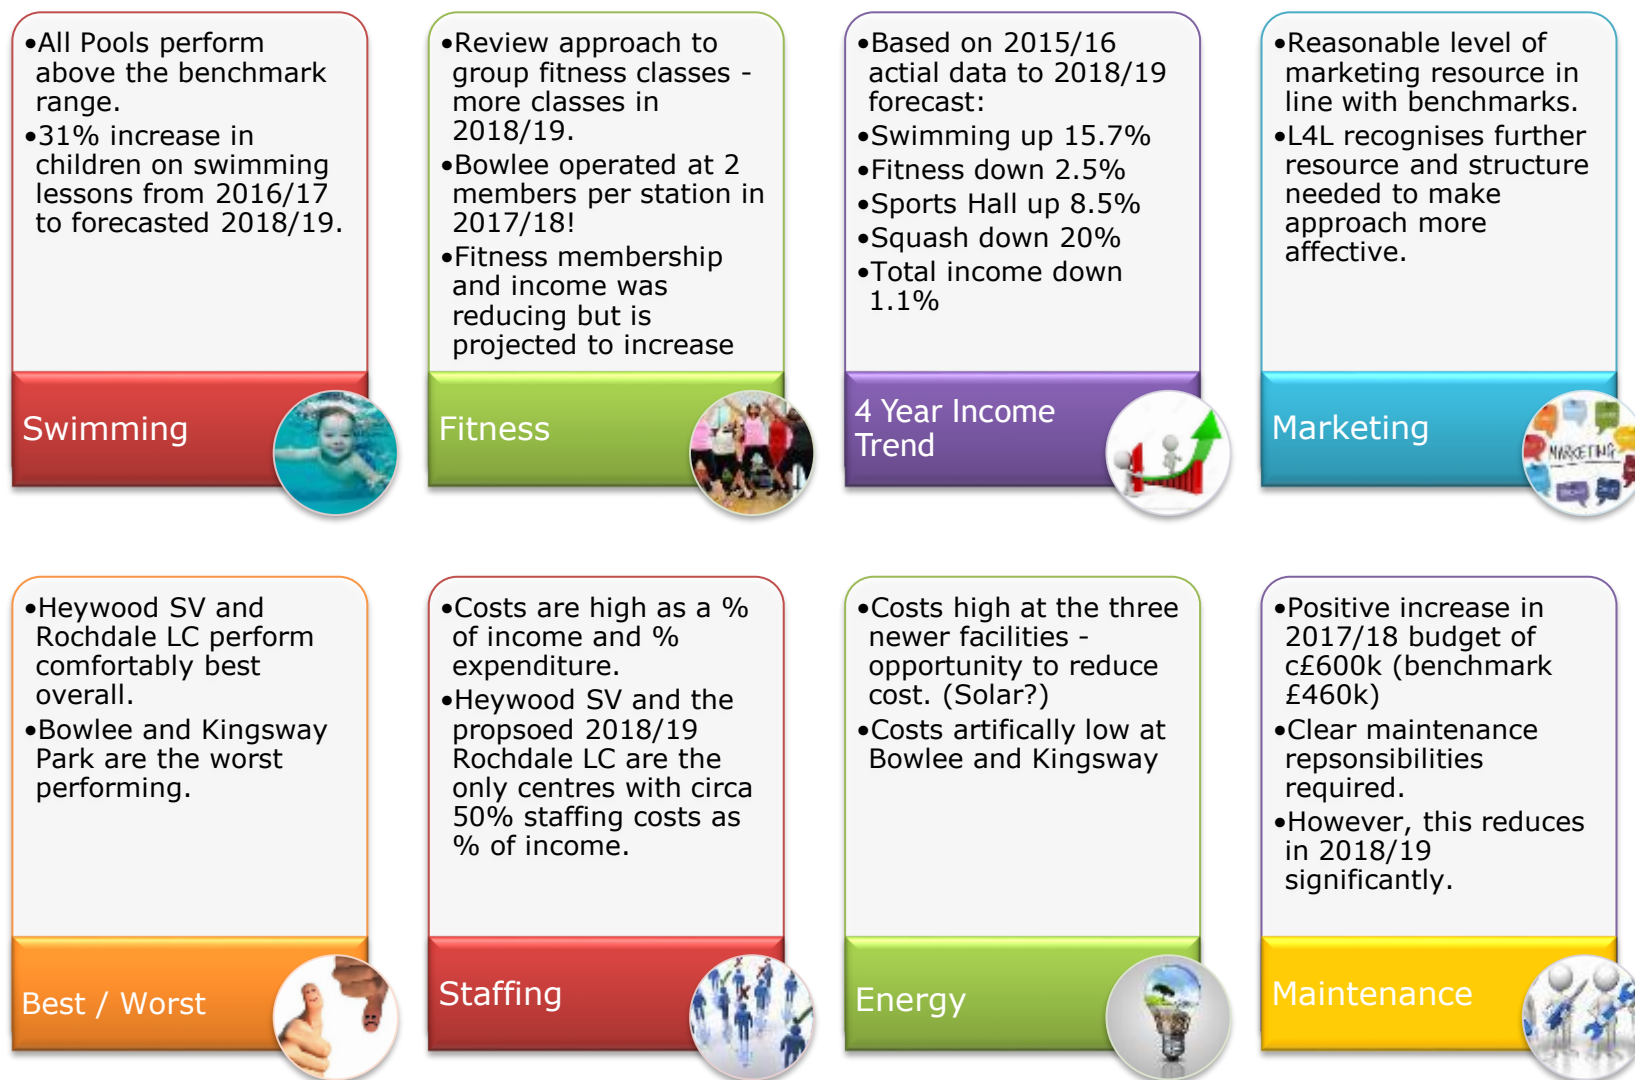 •All Pools perform
above the benchmark
range.
•31% increase in
children on swimming
lessons from 2016/17
to forecasted 2018/19.
Swimming
•Review approach to
group fitness classes -
more classes in
2018/19.
•Bowlee operated at 2
members per station in
2017/18!
•Fitness membership
and income was
reducing but is
projected to increase
Fitness
•Based on 2015/16
actial data to 2018/19
forecast:
•Swimming up 15.7%
•Fitness down 2.5%
•Sports Hall up 8.5%
•Squash down 20%
•Total income down
1.1%
4 Year Income
Trend
•Reasonable level of
marketing resource in
line with benchmarks.
•L4L recognises further
resource and structure
needed to make
approach more
affective.
Marketing
MARKETING
•Heywood SV and
Rochdale LC perform
comfortably best
overall.
•Bowlee and Kingsway
Park are the worst
performing.
Best / Worst
•Costs are high as a %
of income and %
expenditure.
•Heywood SV and the
propsoed 2018/19
Rochdale LC are the
only centres with circa
50% staffing costs as
% of income.
Staffing
•Costs high at the three
newer facilities -
opportunity to reduce
cost. (Solar?)
•Costs artifically low at
Bowlee and Kingsway
Energy
•Positive increase in
2017/18 budget of
c£600k (benchmark
£460k)
•Clear maintenance
repsonsibilities
required.
•However, this reduces
in 2018/19
significantly.
Maintenance